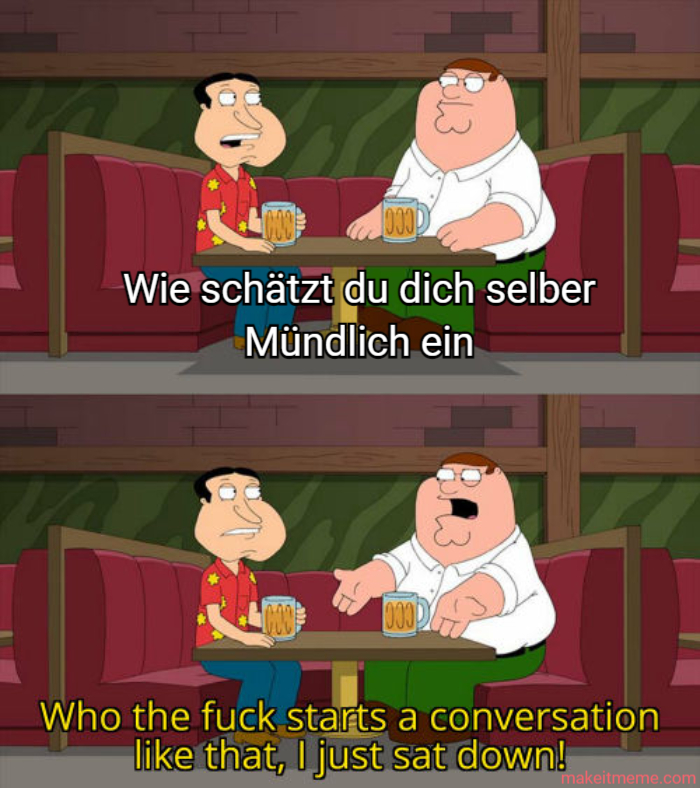 Wie schätzt du dich selber
Mündlich ein
Who the fuck starts a conversation
like that, I just sat down!
makeitmeme.com